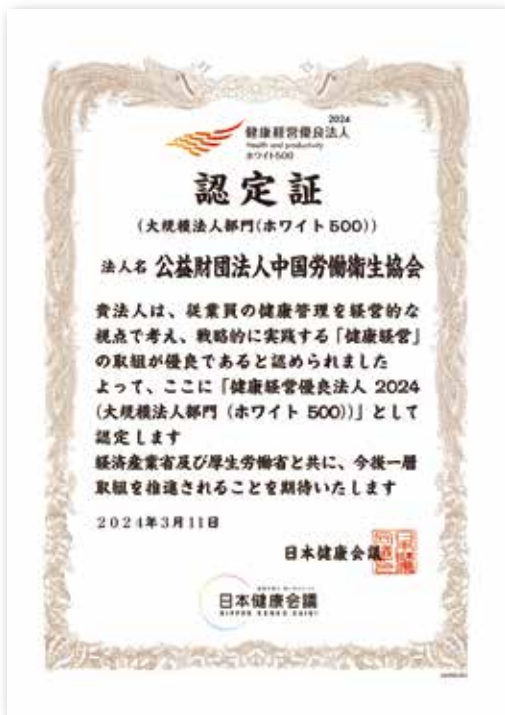 2024
健康経営優良法人
Health and productivity
ホワイト500
認定証
(大規模法人部門(ホワイト500))
法人名 公益財団法人中国労働衛生協会
貴法人は、従業員の健康管理を経営的な
視点で考え、戦略的に実践する「健康経営」
の取組が優良であると認められました
よって、ここに「健康経営優良法人 2024
(大規模法人部門 (ホワイト 500))」として
認定します
経済産業省及び厚生労働省と共に、今後一層
取組を推進されることを期待いたします
2024年3月11日
日本健康会議
日本健康会議
NIPPON KENKO KAIGI